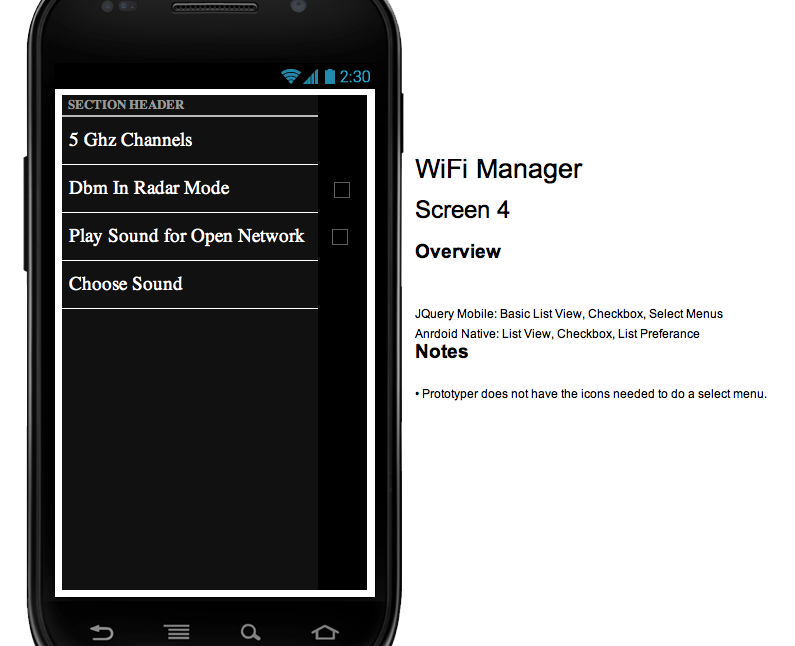 2:30
SECTION HEADER
5 Ghz Channels
Dbm In Radar Mode
Play Sound for Open Network
Choose Sound
WiFi Manager
Screen 4
Overview
JQuery Mobile: Basic List View, Checkbox, Select Menus
Anrdoid Native: List View, Checkbox, List Preferance
Notes
• Prototyper does not have the icons needed to do a select menu.